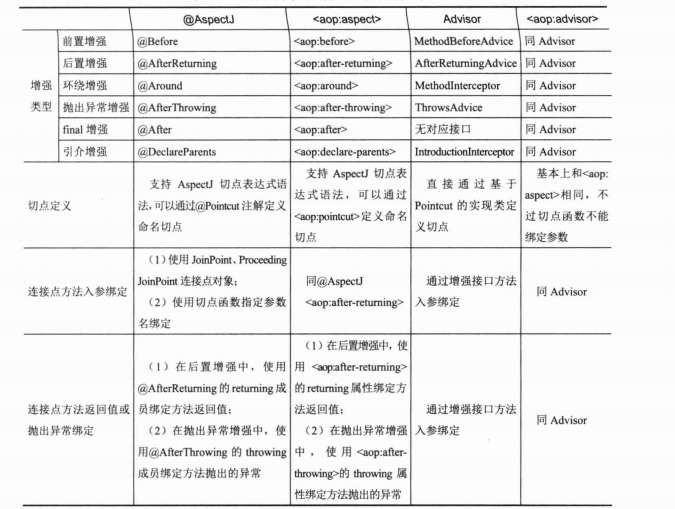 @AspectJ <aop:aspect> Advisor <aop:advisor>
增强类型
前置增强 @Before <aop:before> MethodBeforeAdvice 同 Advisor
后置增强 @AfterReturning <aop:after-returning> AfterReturningAdvice 同 Advisor
环绕增强 @Around <aop:around> MethodInterceptor 同 Advisor
抛出异常增强 @AfterThrowing <aop:after-throwing> ThrowsAdvice 同 Advisor
final 增强 @After <aop:after> 无对应接口 同 Advisor
引介增强 @DeclareParents <aop:declare-parents> IntroductionInterceptor 同 Advisor
切点定义
支持 AspectJ 切点表达式语
法,可以通过@Pointcut 注解定义
命名切点
支持 AspectJ 切点表
达式语法，可以通过
<aop:pointcut>定义命名
切点
直接通过基于
Pointcut 的实现类定
义切点
基本上和<aop:
aspect>相同，不
过切点函数不能
绑定参数
连接点方法入参绑定
（1）使用 JoinPoint、Proceeding
JoinPoint 连接点对象；
（2）使用切点函数指定参数
名绑定
同@AspectJ
<aop:after-returning>
通过增强接口方法
入参绑定
同 Advisor
连接点方法返回值或
抛出异常绑定
（1）在后置增强中，使用
@AfterReturning 的 returning 成
员绑定方法返回值；
（2）在抛出异常增强中，使
用@AfterThrowing 的 throwing
成员绑定方法抛出的异常
（1）在后置增强中，使
用 <aop:after-returning>
的 returning 属性绑定方
法返回值；
（2）在抛出异常增强
中，使用<aop:after-
throwing>的 throwing 属
性绑定方法抛出的异常
通过增强接口方法
入参绑定
同 Advisor